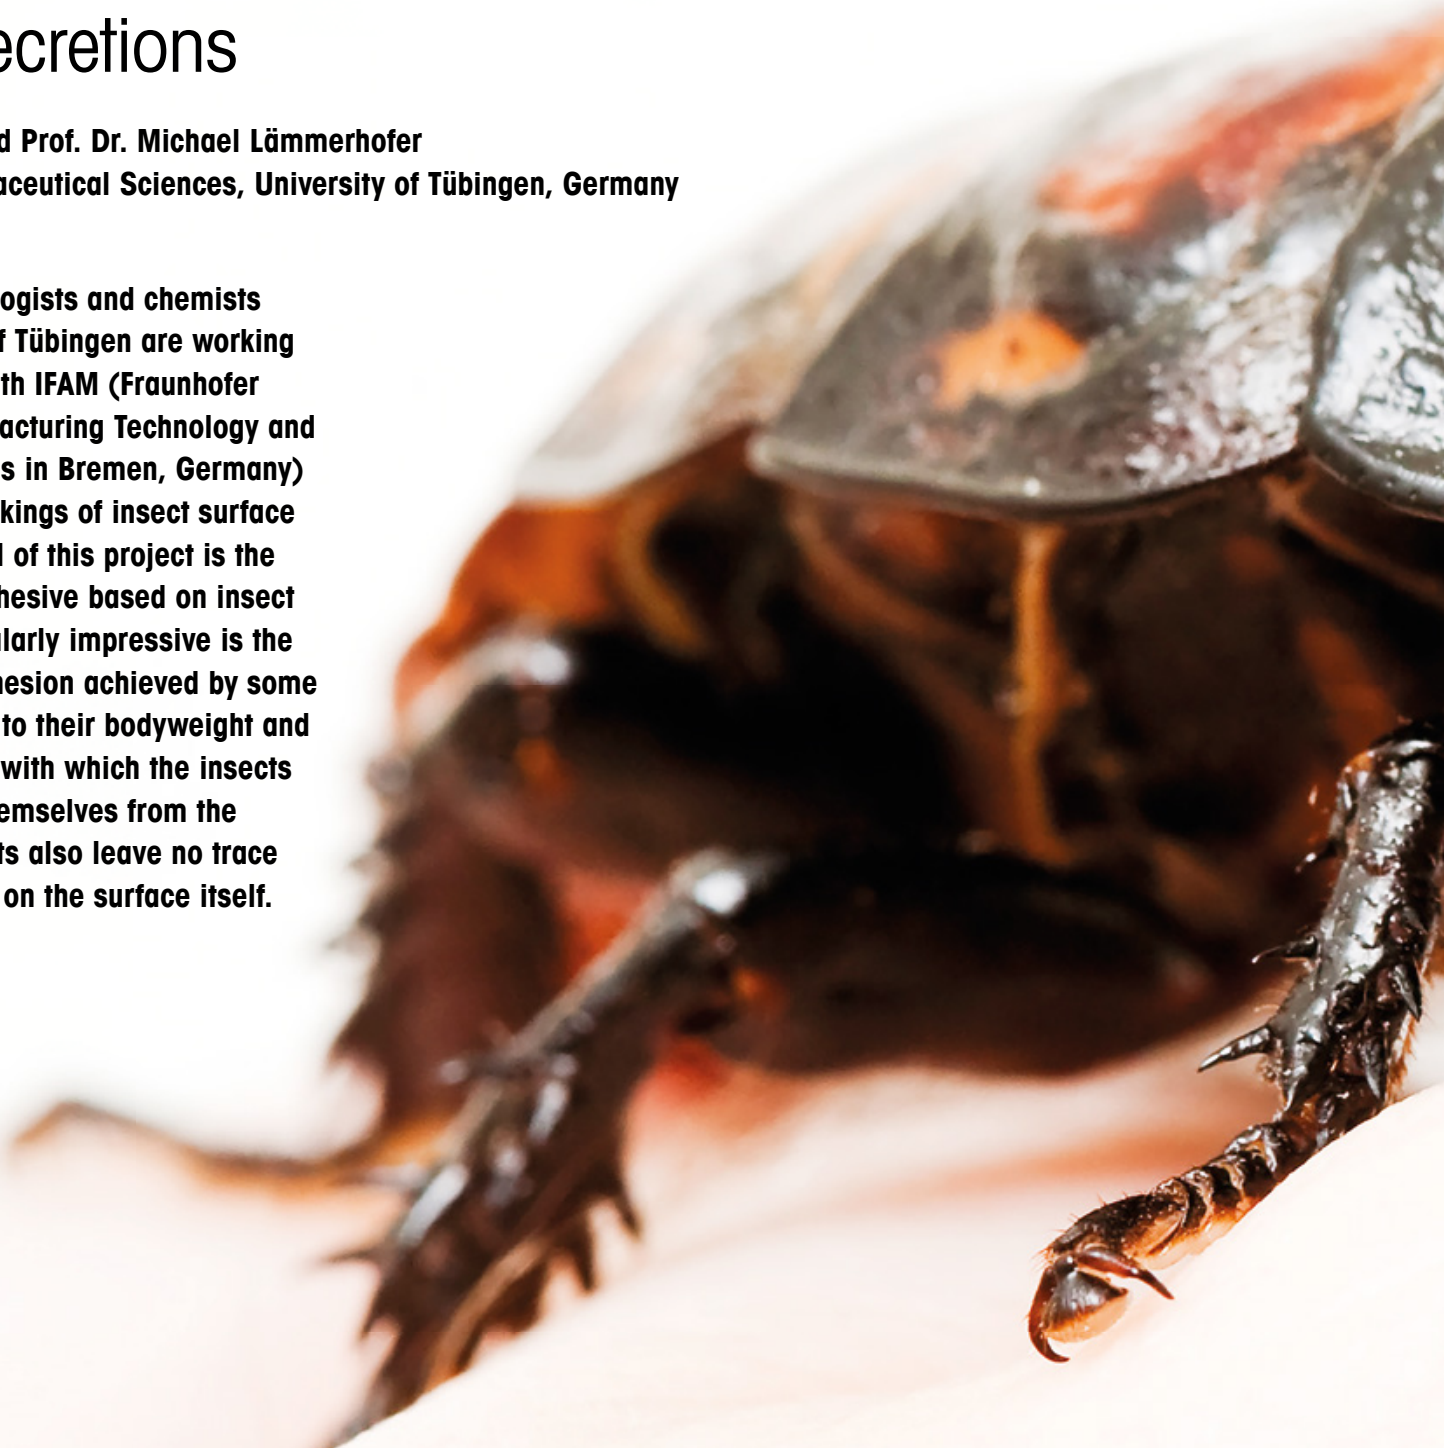 ecretions
d Prof. Dr. Michael Lämmerhofer
aceutical Sciences, University of Tübingen, Germany
ogists and chemists
f Tübingen are working
th IFAM (Fraunhofer
acturing Technology and
s in Bremen, Germany)
kings of insect surface
l of this project is the
hesive based on insect
larly impressive is the
hesion achieved by some
to their bodyweight and
with which the insects
emselves from the
ts also leave no trace
on the surface itself.